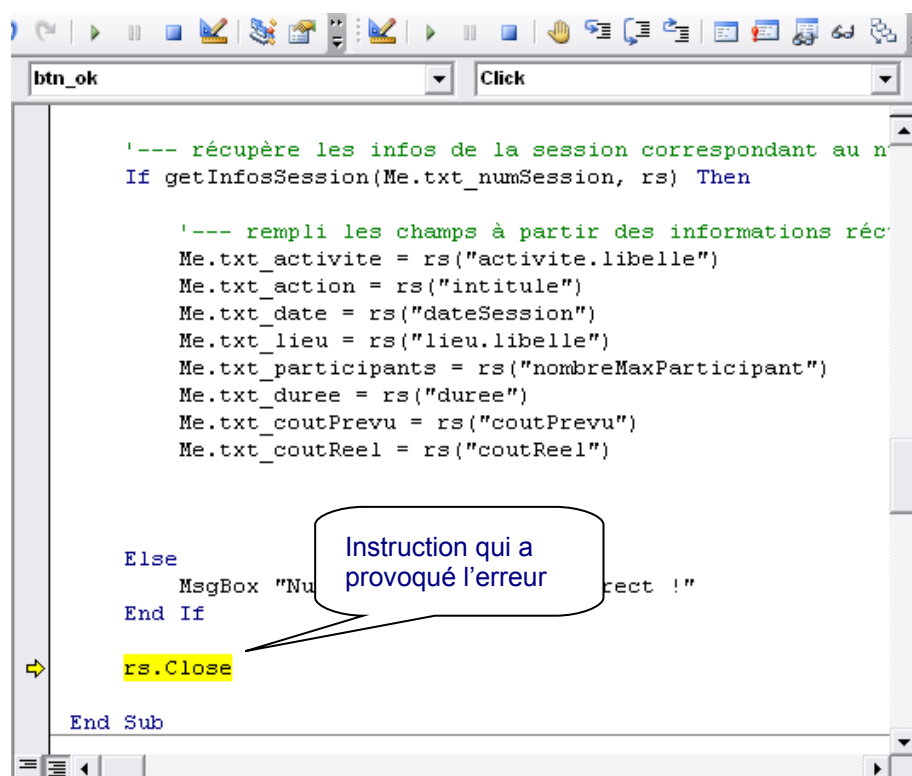 btn_ok
Click
'--- récupère les infos de la session correspondant au n
If getInfosSession(Me.txt_numSession, rs) Then
'--- rempli les champs à partir des informations réc
Me.txt_activite = rs("activite.libelle")
Me.txt_action = rs("intitule")
Me.txt_date = rs("dateSession")
Me.txt_lieu = rs("lieu.libelle")
Me.txt_participants = rs("nombreMaxParticipant")
Me.txt_duree = rs("duree")
Me.txt_coutPrevu = rs("coutPrevu")
Me.txt_coutReel = rs("coutReel")
Instruction qui a
provoqué l'erreur
Else
MsgBox "Nu rect !"
End If
rs.Close
End Sub